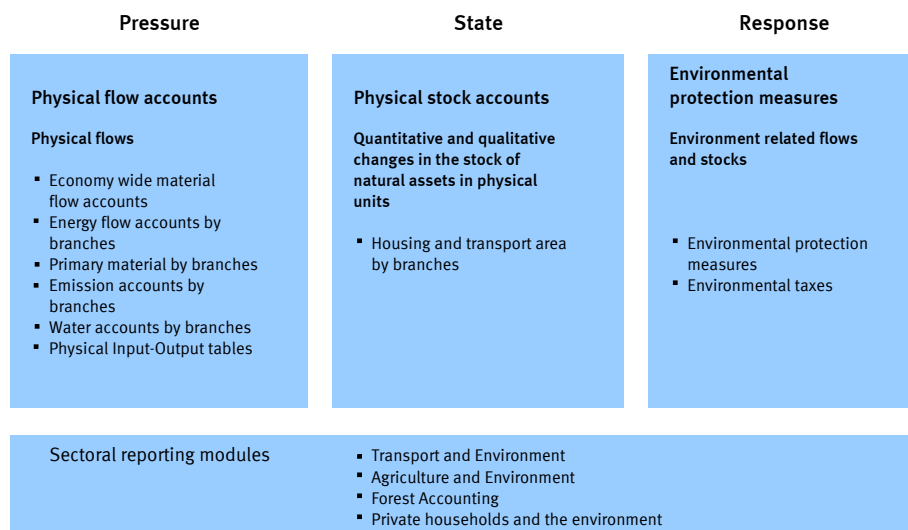 Pressure
Physical flow accounts
Physical flows
▪ Economy wide material
flow accounts
▪ Energy flow accounts by
branches
▪ Primary material by branches
▪ Emission accounts by
branches
▪ Water accounts by branches
▪ Physical Input-Output tables
State
Physical stock accounts
Quantitative and qualitative
changes in the stock of
natural assets in physical
units
▪ Housing and transport area
by branches
Response
Environmental
protection measures
Environment related flows
and stocks
▪ Environmental protection
measures
▪ Environmental taxes
Sectoral reporting modules
▪ Transport and Environment
▪ Agriculture and Environment
▪ Forest Accounting
▪ Private households and the environment